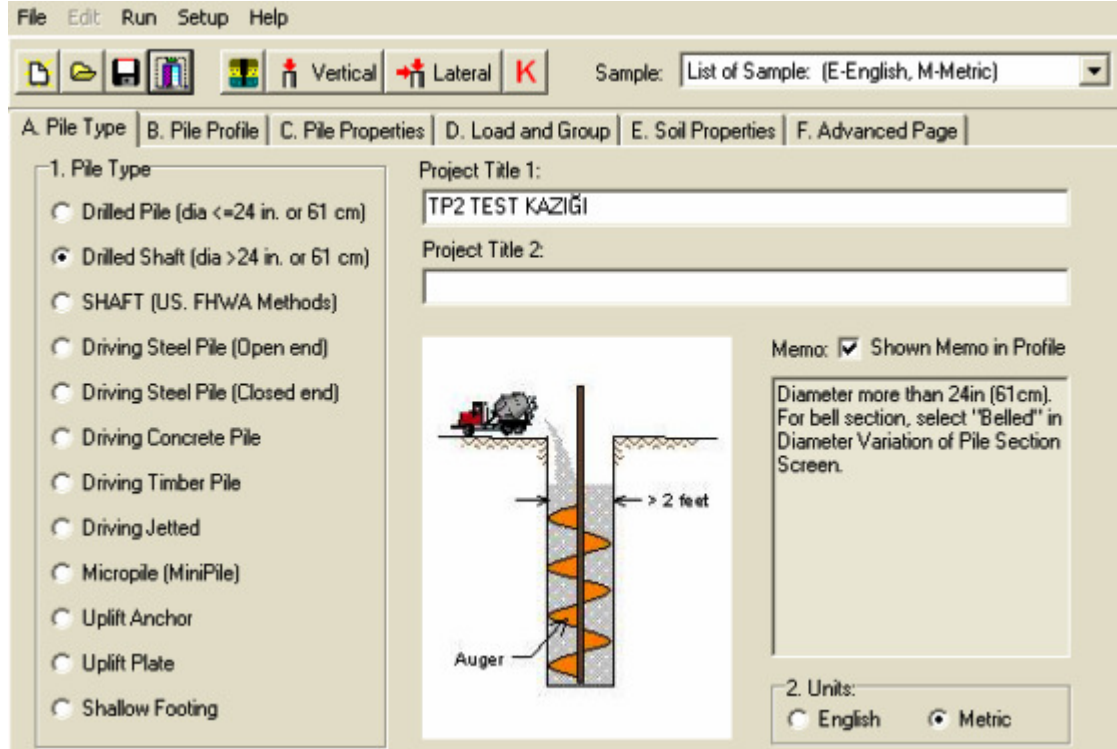 File Edit Run Setup Help
Vertical Lateral K Sample: List of Sample: (E-English, M-Metric)
A. Pile Type B. Pile Profile C. Pile Properties D. Load and Group E. Soil Properties F. Advanced Page
1. Pile Type
Drilled Pile (dia <=24 in. or 61 cm)
Drilled Shaft (dia >24 in. or 61 cm)
SHAFT (US. FHWA Methods)
Driving Steel Pile (Open end)
Driving Steel Pile (Closed end)
Driving Concrete Pile
Driving Timber Pile
Driving Jetted
Micropile (MiniPile)
Uplift Anchor
Uplift Plate
Shallow Footing
Project Title 1:
TP2 TEST KAZIĞI
Project Title 2:
> 2 feet
Auger
Memo: Shown Memo in Profile
Diameter more than 24in (61cm).
For bell section, select "Belled" in
Diameter Variation of Pile Section
Screen.
2. Units:
English Metric